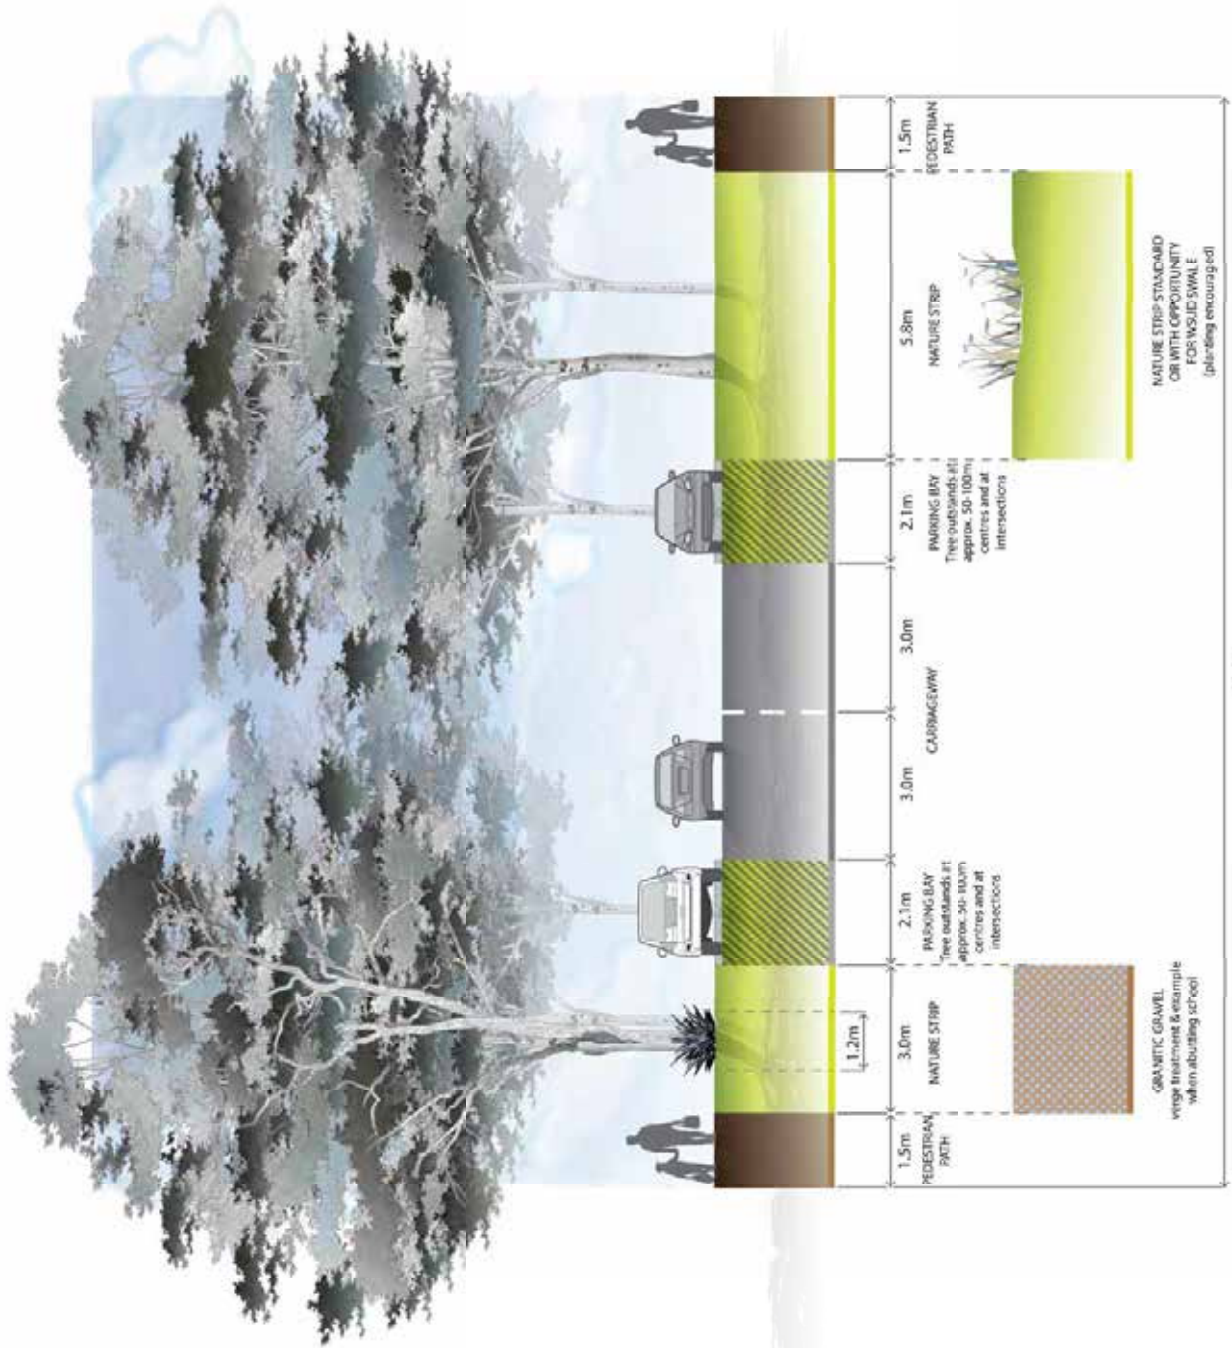 1.2m
1.5m
PEDESTRIAN
PATH
3.0m
NATURE STRIP
2.1m
PARKING BAY
Tree outstands at
approx. 50-100m
centres and at
intersections
3.0m
3.0m
CARRIAGEWAY
2.1m
PARKING BAY
Tree outstands at
approx. 50-100m
centres and at
intersections
5.8m
NATURE STRIP
1.5m
PEDESTRIAN
PATH
GRANITIC GRAVEL
verge treatment & example
when abutting school
NATURE STRIP STANDARD
OR WITH OPPORTUNITY
FOR WSUD SWALE
(planting encouraged)